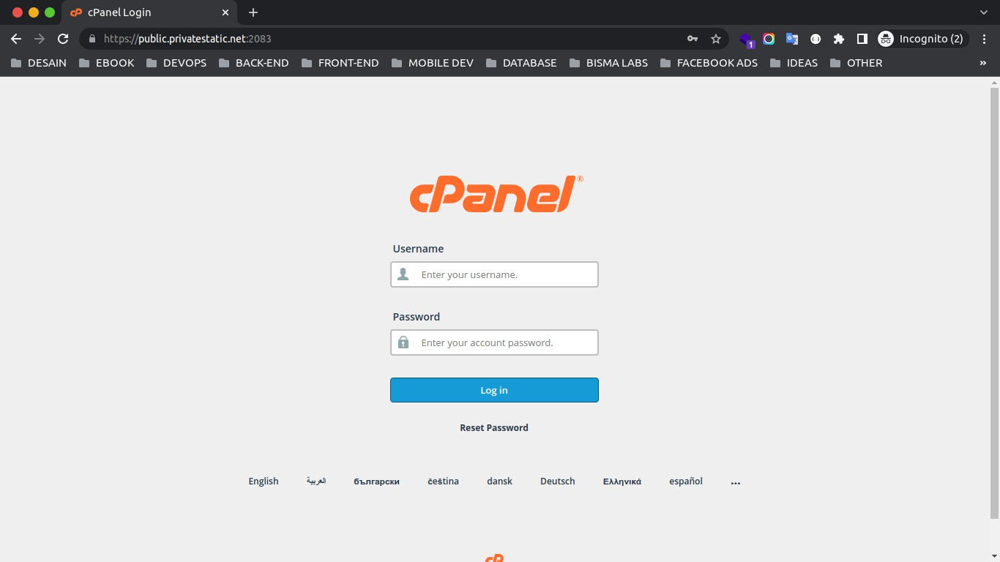 cPanel Login
https://public.privatestatic.net:2083
1
Incognito (2)
DESAIN EBOOK DEVOPS BACK-END FRONT-END MOBILE DEV DATABASE BISMA LABS FACEBOOK ADS IDEAS OTHER »
cPanel®
Username
Enter your username.
Password
Enter your account password.
Log in
Reset Password
English العربية български čeština dansk Deutsch Ελληνικά español ...